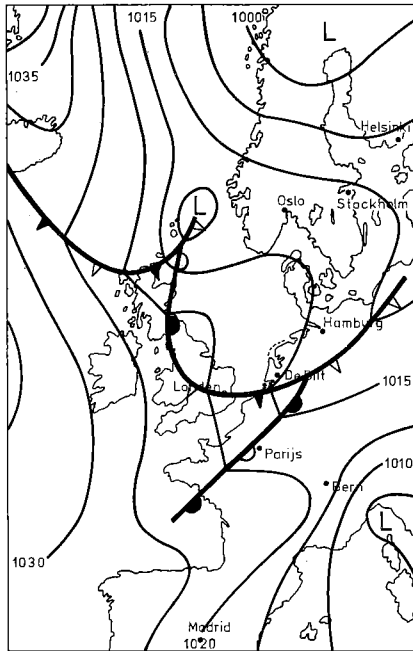 1015
1000
L
1035
Helsinki
L
Oslo
Stockholm
Hamburg
De Bilt
Londen
1015
Parijs
1010
Bern
L
1030
Madrid
1020